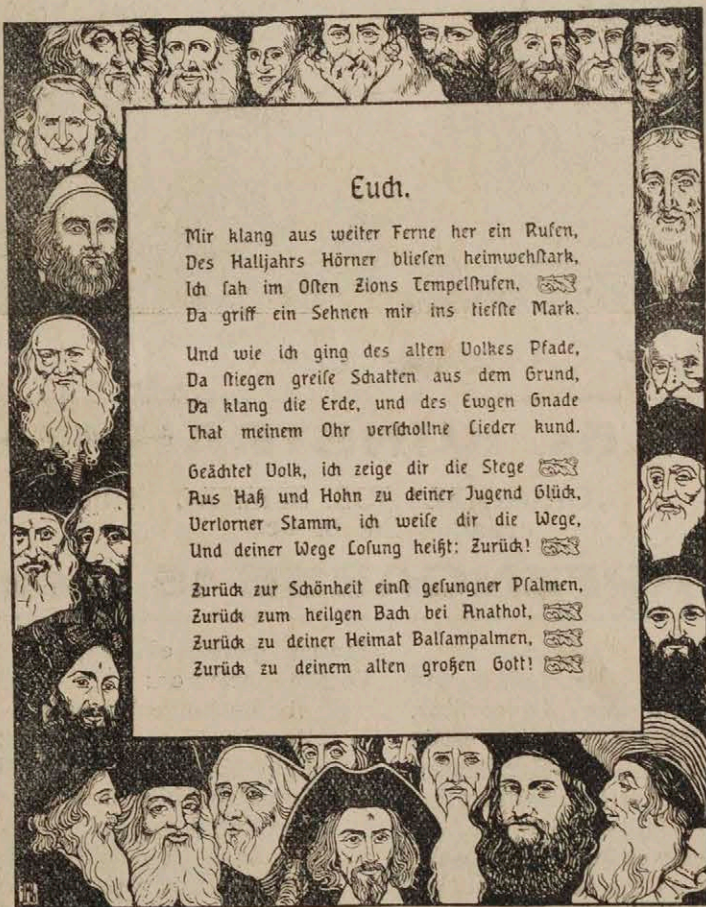 Euch.
Mir klang aus weiter Ferne her ein Rufen,
Des Halljahrs Hörner bliesen heimwehstark,
Ich sah im Osten Zions Tempelstufen,
Da griff ein Sehnen mir ins tiefste Mark.
Und wie ich ging des alten Volkes Pfade,
Da stiegen greise Schatten aus dem Grund,
Da klang die Erde, und des Ewgen Gnade
That meinem Ohr verschollne Lieder kund.
Geächtet Volk, ich zeige dir die Stege
Aus Haß und Hohn zu deiner Jugend Glück,
Verlorner Stamm, ich weise dir die Wege,
Und deiner Wege Losung heißt: Zurück!
Zurück zur Schönheit einst gesungner Psalmen,
Zurück zum heilgen Bach bei Anathot,
Zurück zu deiner Heimat Balsampalmen,
Zurück zu deinem alten großen Gott!